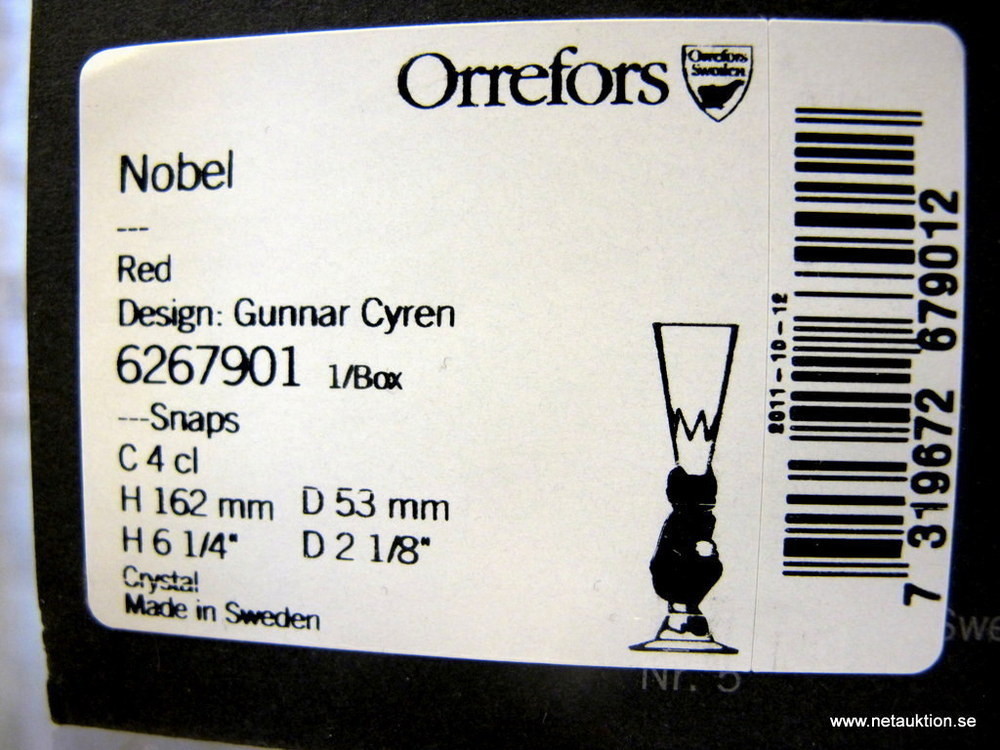 Orrefors
Orrefors
Sweden
Nobel
---
Red
Design: Gunnar Cyren
6267901 1/Box
---Snaps
C 4 cl
H 162 mm D 53 mm
H 6 1/4" D 2 1/8"
Crystal
Made in Sweden
2011-10-12
7 319672 679012
Swe
Nr. 5
www.netauktion.se